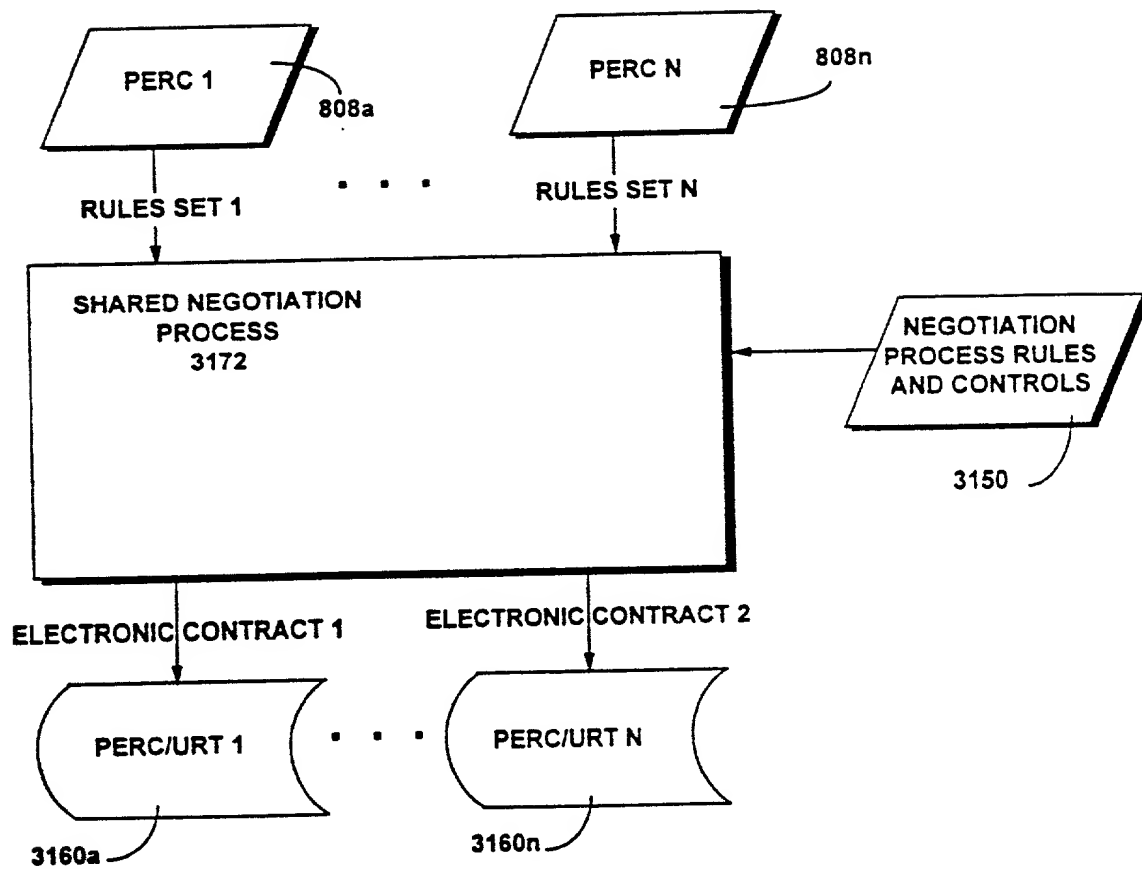 PERC 1
808a
PERC N
808n
RULES SET 1
RULES SET N
SHARED NEGOTIATION
PROCESS
3172
NEGOTIATION
PROCESS RULES
AND CONTROLS
3150
ELECTRONIC CONTRACT 1
ELECTRONIC CONTRACT 2
PERC/URT 1
PERC/URT N
3160a
3160n